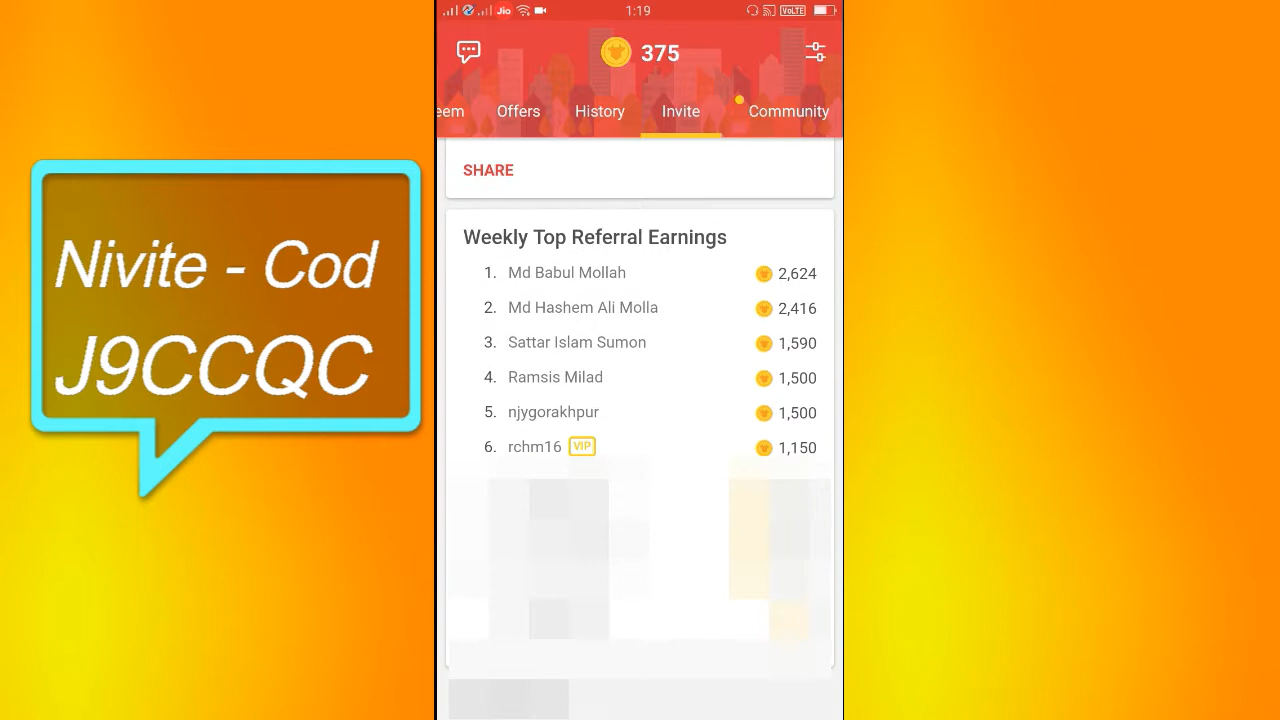 Nivite - Cod
J9CCQC
Jio
1:19
VoLTE
375
eem Offers History Invite Community
SHARE
Weekly Top Referral Earnings
1. Md Babul Mollah 2,624
2. Md Hashem Ali Molla 2,416
3. Sattar Islam Sumon 1,590
4. Ramsis Milad 1,500
5. njygorakhpur 1,500
6. rchm16 VIP 1,150